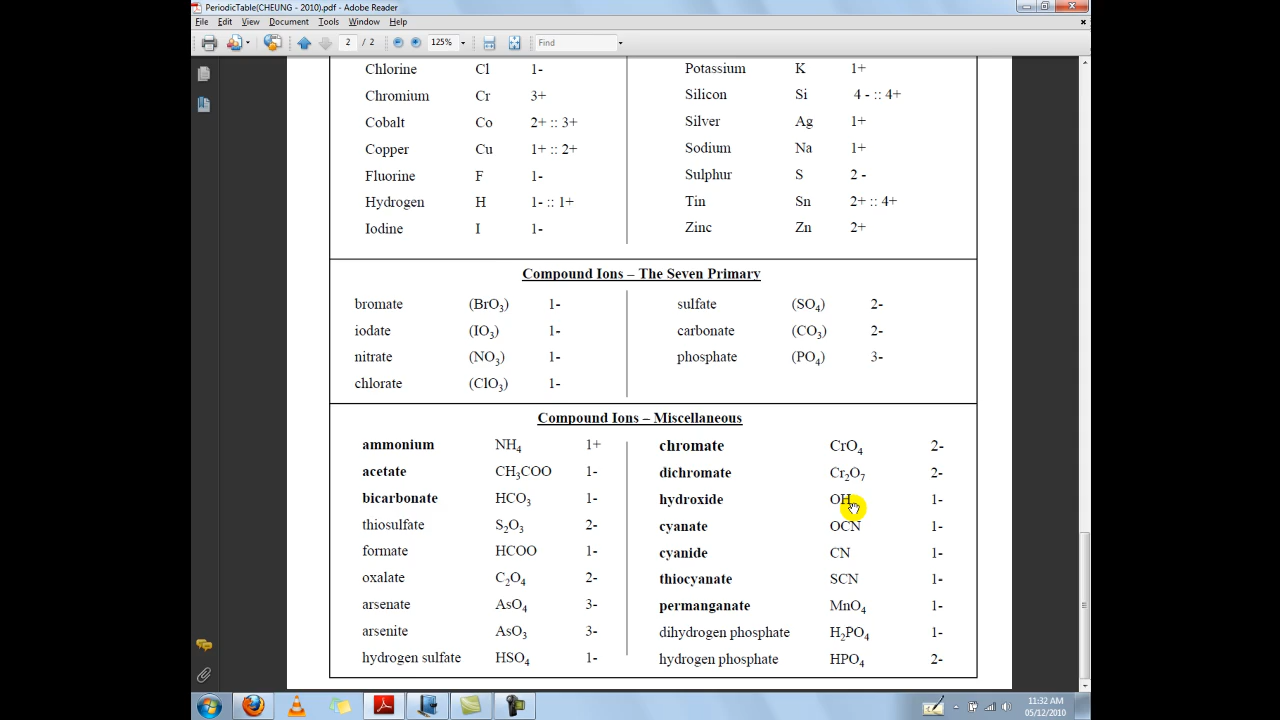 PeriodicTable(CHEUNG - 2010).pdf - Adobe Reader
File Edit View Document Tools Window Help
2 / 2 125% Find
Chlorine Cl 1-
Chromium Cr 3+
Cobalt Co 2+ :: 3+
Copper Cu 1+ :: 2+
Fluorine F 1-
Hydrogen H 1- :: 1+
Iodine I 1-
Potassium K 1+
Silicon Si 4 - :: 4+
Silver Ag 1+
Sodium Na 1+
Sulphur S 2 -
Tin Sn 2+ :: 4+
Zinc Zn 2+
Compound Ions – The Seven Primary
bromate (BrO₃) 1-
iodate (IO₃) 1-
nitrate (NO₃) 1-
chlorate (ClO₃) 1-
sulfate (SO₄) 2-
carbonate (CO₃) 2-
phosphate (PO₄) 3-
Compound Ions – Miscellaneous
ammonium NH₄ 1+
acetate CH₃COO 1-
bicarbonate HCO₃ 1-
thiosulfate S₂O₃ 2-
formate HCOO 1-
oxalate C₂O₄ 2-
arsenate AsO₄ 3-
arsenite AsO₃ 3-
hydrogen sulfate HSO₄ 1-
chromate CrO₄ 2-
dichromate Cr₂O₇ 2-
hydroxide OH 1-
cyanate OCN 1-
cyanide CN 1-
thiocyanate SCN 1-
permanganate MnO₄ 1-
dihydrogen phosphate H₂PO₄ 1-
hydrogen phosphate HPO₄ 2-
11:32 AM
05/12/2010